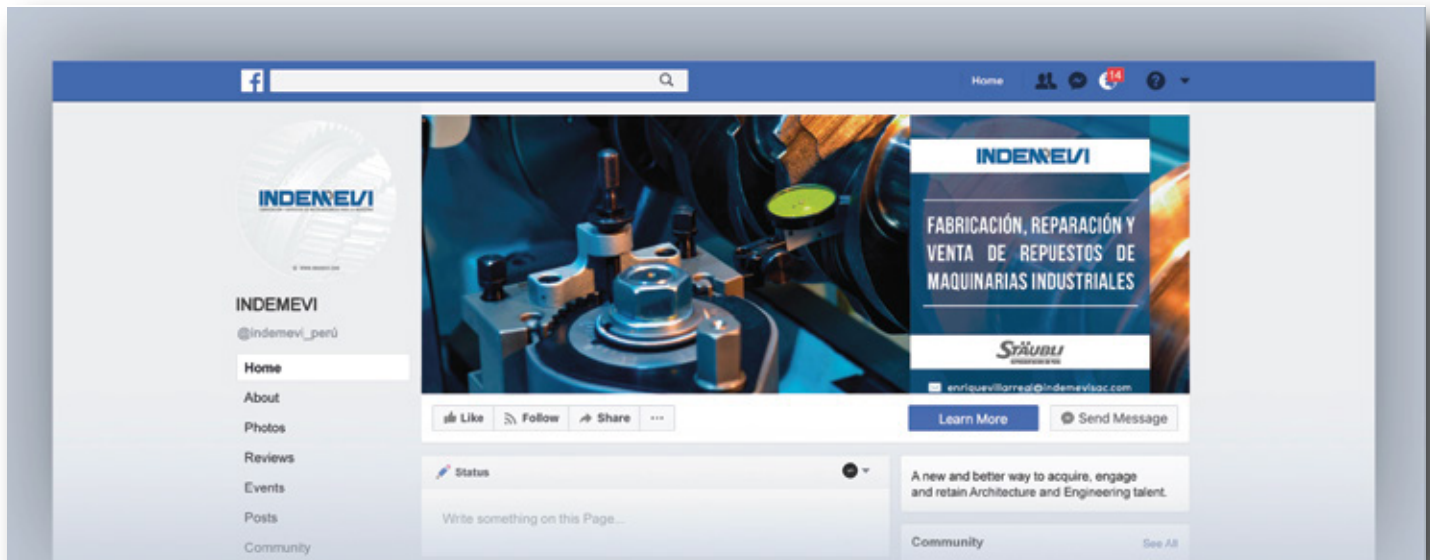 f
Home
14
?
INDEMEVI
INDEMEVI
@indemevi_perú
Home
About
Photos
Reviews
Events
Posts
Community
INDEMEVI
FABRICACIÓN, REPARACIÓN Y
VENTA DE REPUESTOS DE
MAQUINARIAS INDUSTRIALES
STÄUBLI
enriquevillarreal@indemevisac.com
Like Follow Share ...
Learn More Send Message
Status
Write something on this Page...
A new and better way to acquire, engage
and retain Architecture and Engineering talent.
Community See All